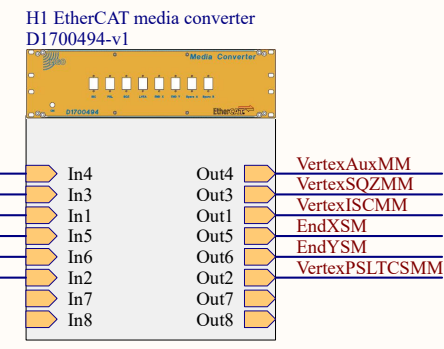 H1 EtherCAT media converter
D1700494-v1
Media Converter
D1700494
EtherCAT
In4 Out4 VertexAuxMM
In3 Out3 VertexSQZMM
In1 Out1 VertexISCMM
In5 Out5 EndXSM
In6 Out6 EndYSM
In2 Out2 VertexPSLTCSMM
In7 Out7
In8 Out8